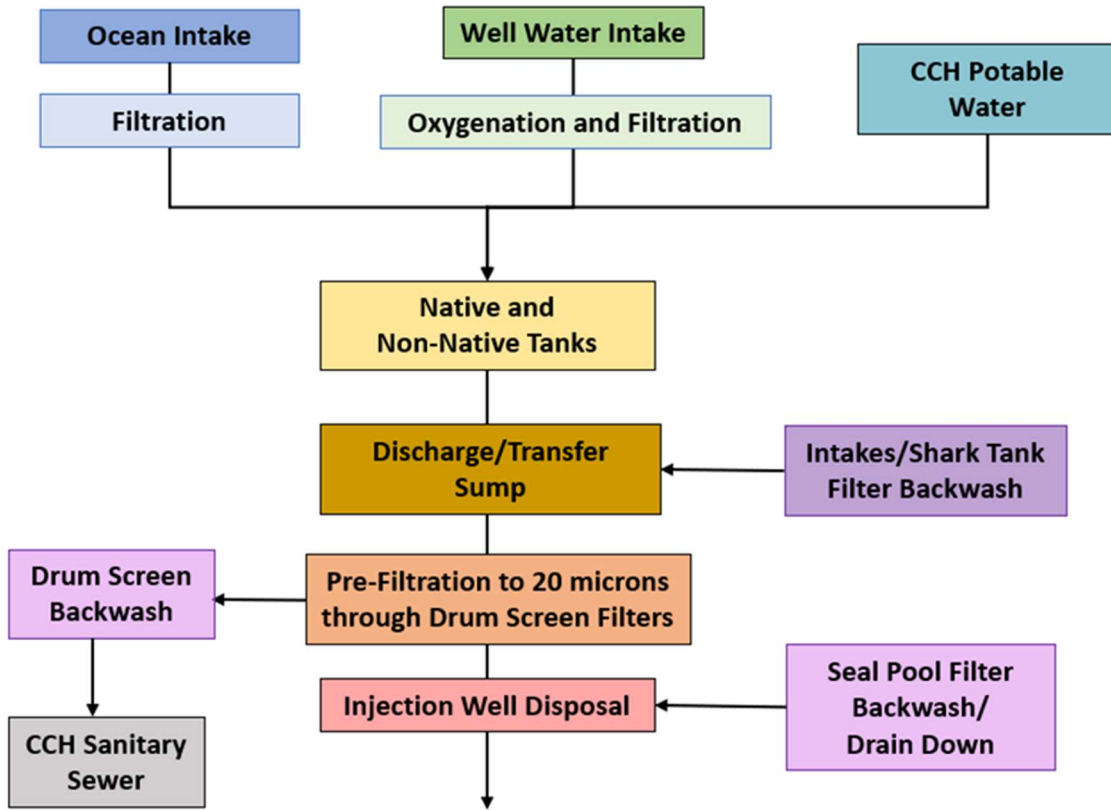 Ocean Intake
Well Water Intake
CCH Potable
Water
Filtration
Oxygenation and Filtration
Native and
Non-Native Tanks
Discharge/Transfer
Sump
Intakes/Shark Tank
Filter Backwash
Drum Screen
Backwash
Pre-Filtration to 20 microns
through Drum Screen Filters
Seal Pool Filter
Backwash/
Drain Down
Injection Well Disposal
CCH Sanitary
Sewer